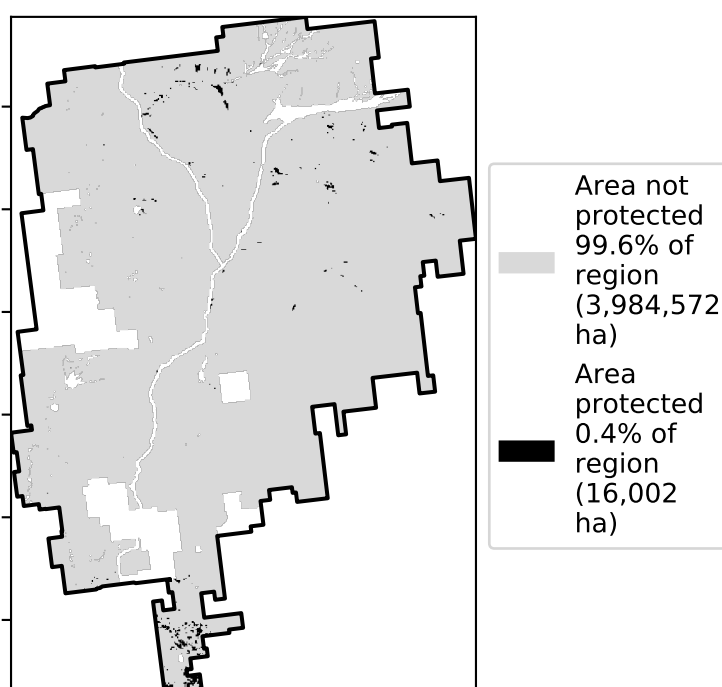 Area not
protected
99.6% of
region
(3,984,572
ha)
Area
protected
0.4% of
region
(16,002
ha)